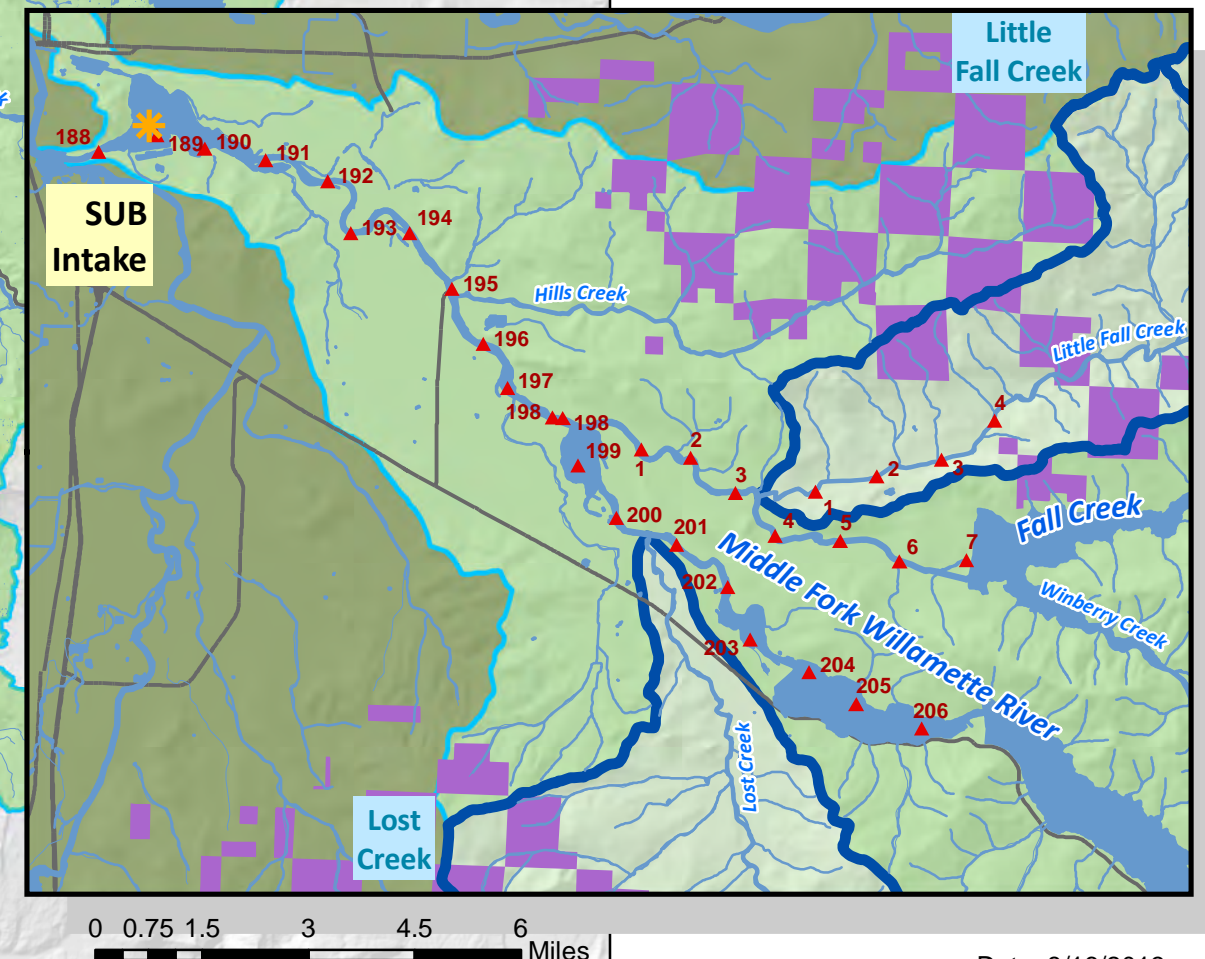 Little
Fall Creek
188
189
190
191
192
SUB
Intake
193
194
195
Hills Creek
196
Little Fall Creek
197
198
198
4
199
1
2
3
1
2
3
200
201
4
5
6
7
Fall Creek
Middle Fork Willamette River
202
Winberry Creek
203
204
205
206
Lost Creek
Lost
Creek
0 0.75 1.5 3 4.5 6
Miles